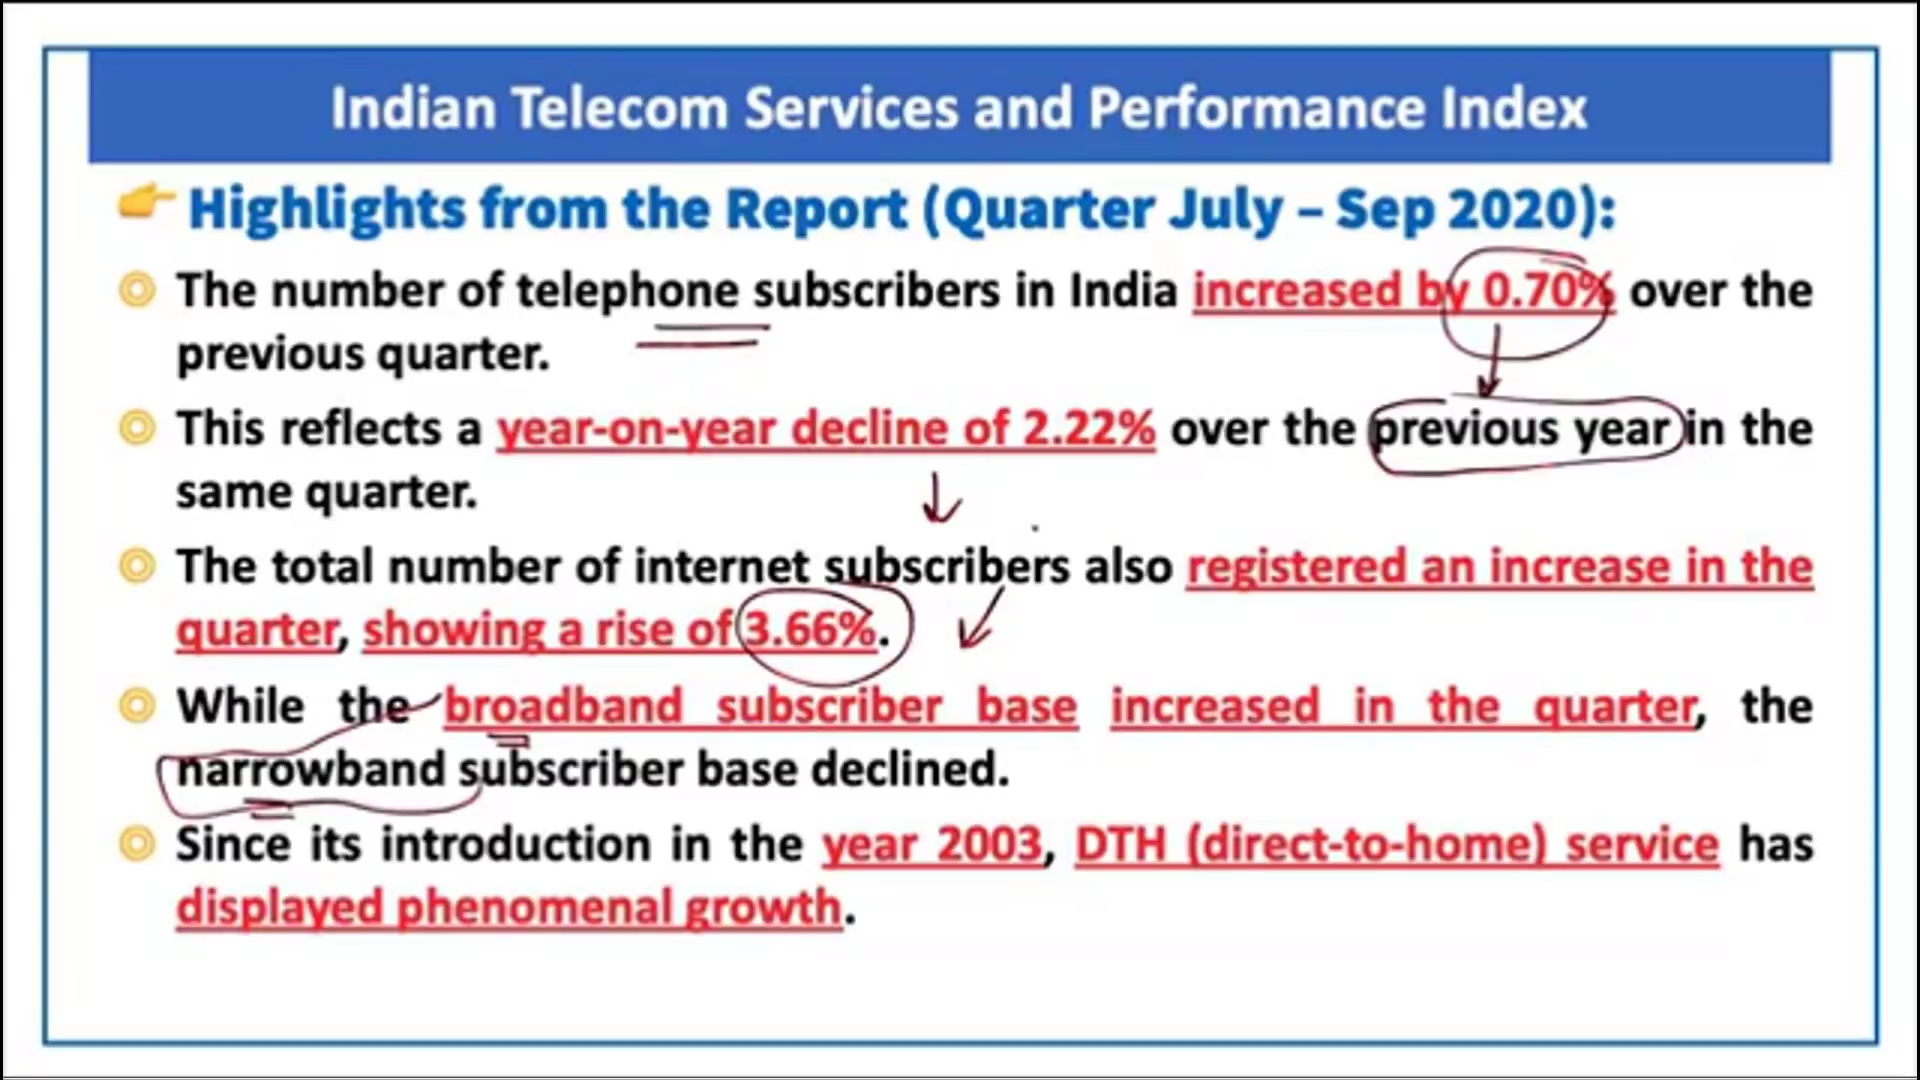 Indian Telecom Services and Performance Index
Highlights from the Report (Quarter July – Sep 2020):
The number of telephone subscribers in India increased by 0.70% over the
previous quarter.
This reflects a year-on-year decline of 2.22% over the previous year in the
same quarter.
The total number of internet subscribers also registered an increase in the
quarter, showing a rise of 3.66%.
While the broadband subscriber base increased in the quarter, the
narrowband subscriber base declined.
Since its introduction in the year 2003, DTH (direct-to-home) service has
displayed phenomenal growth.